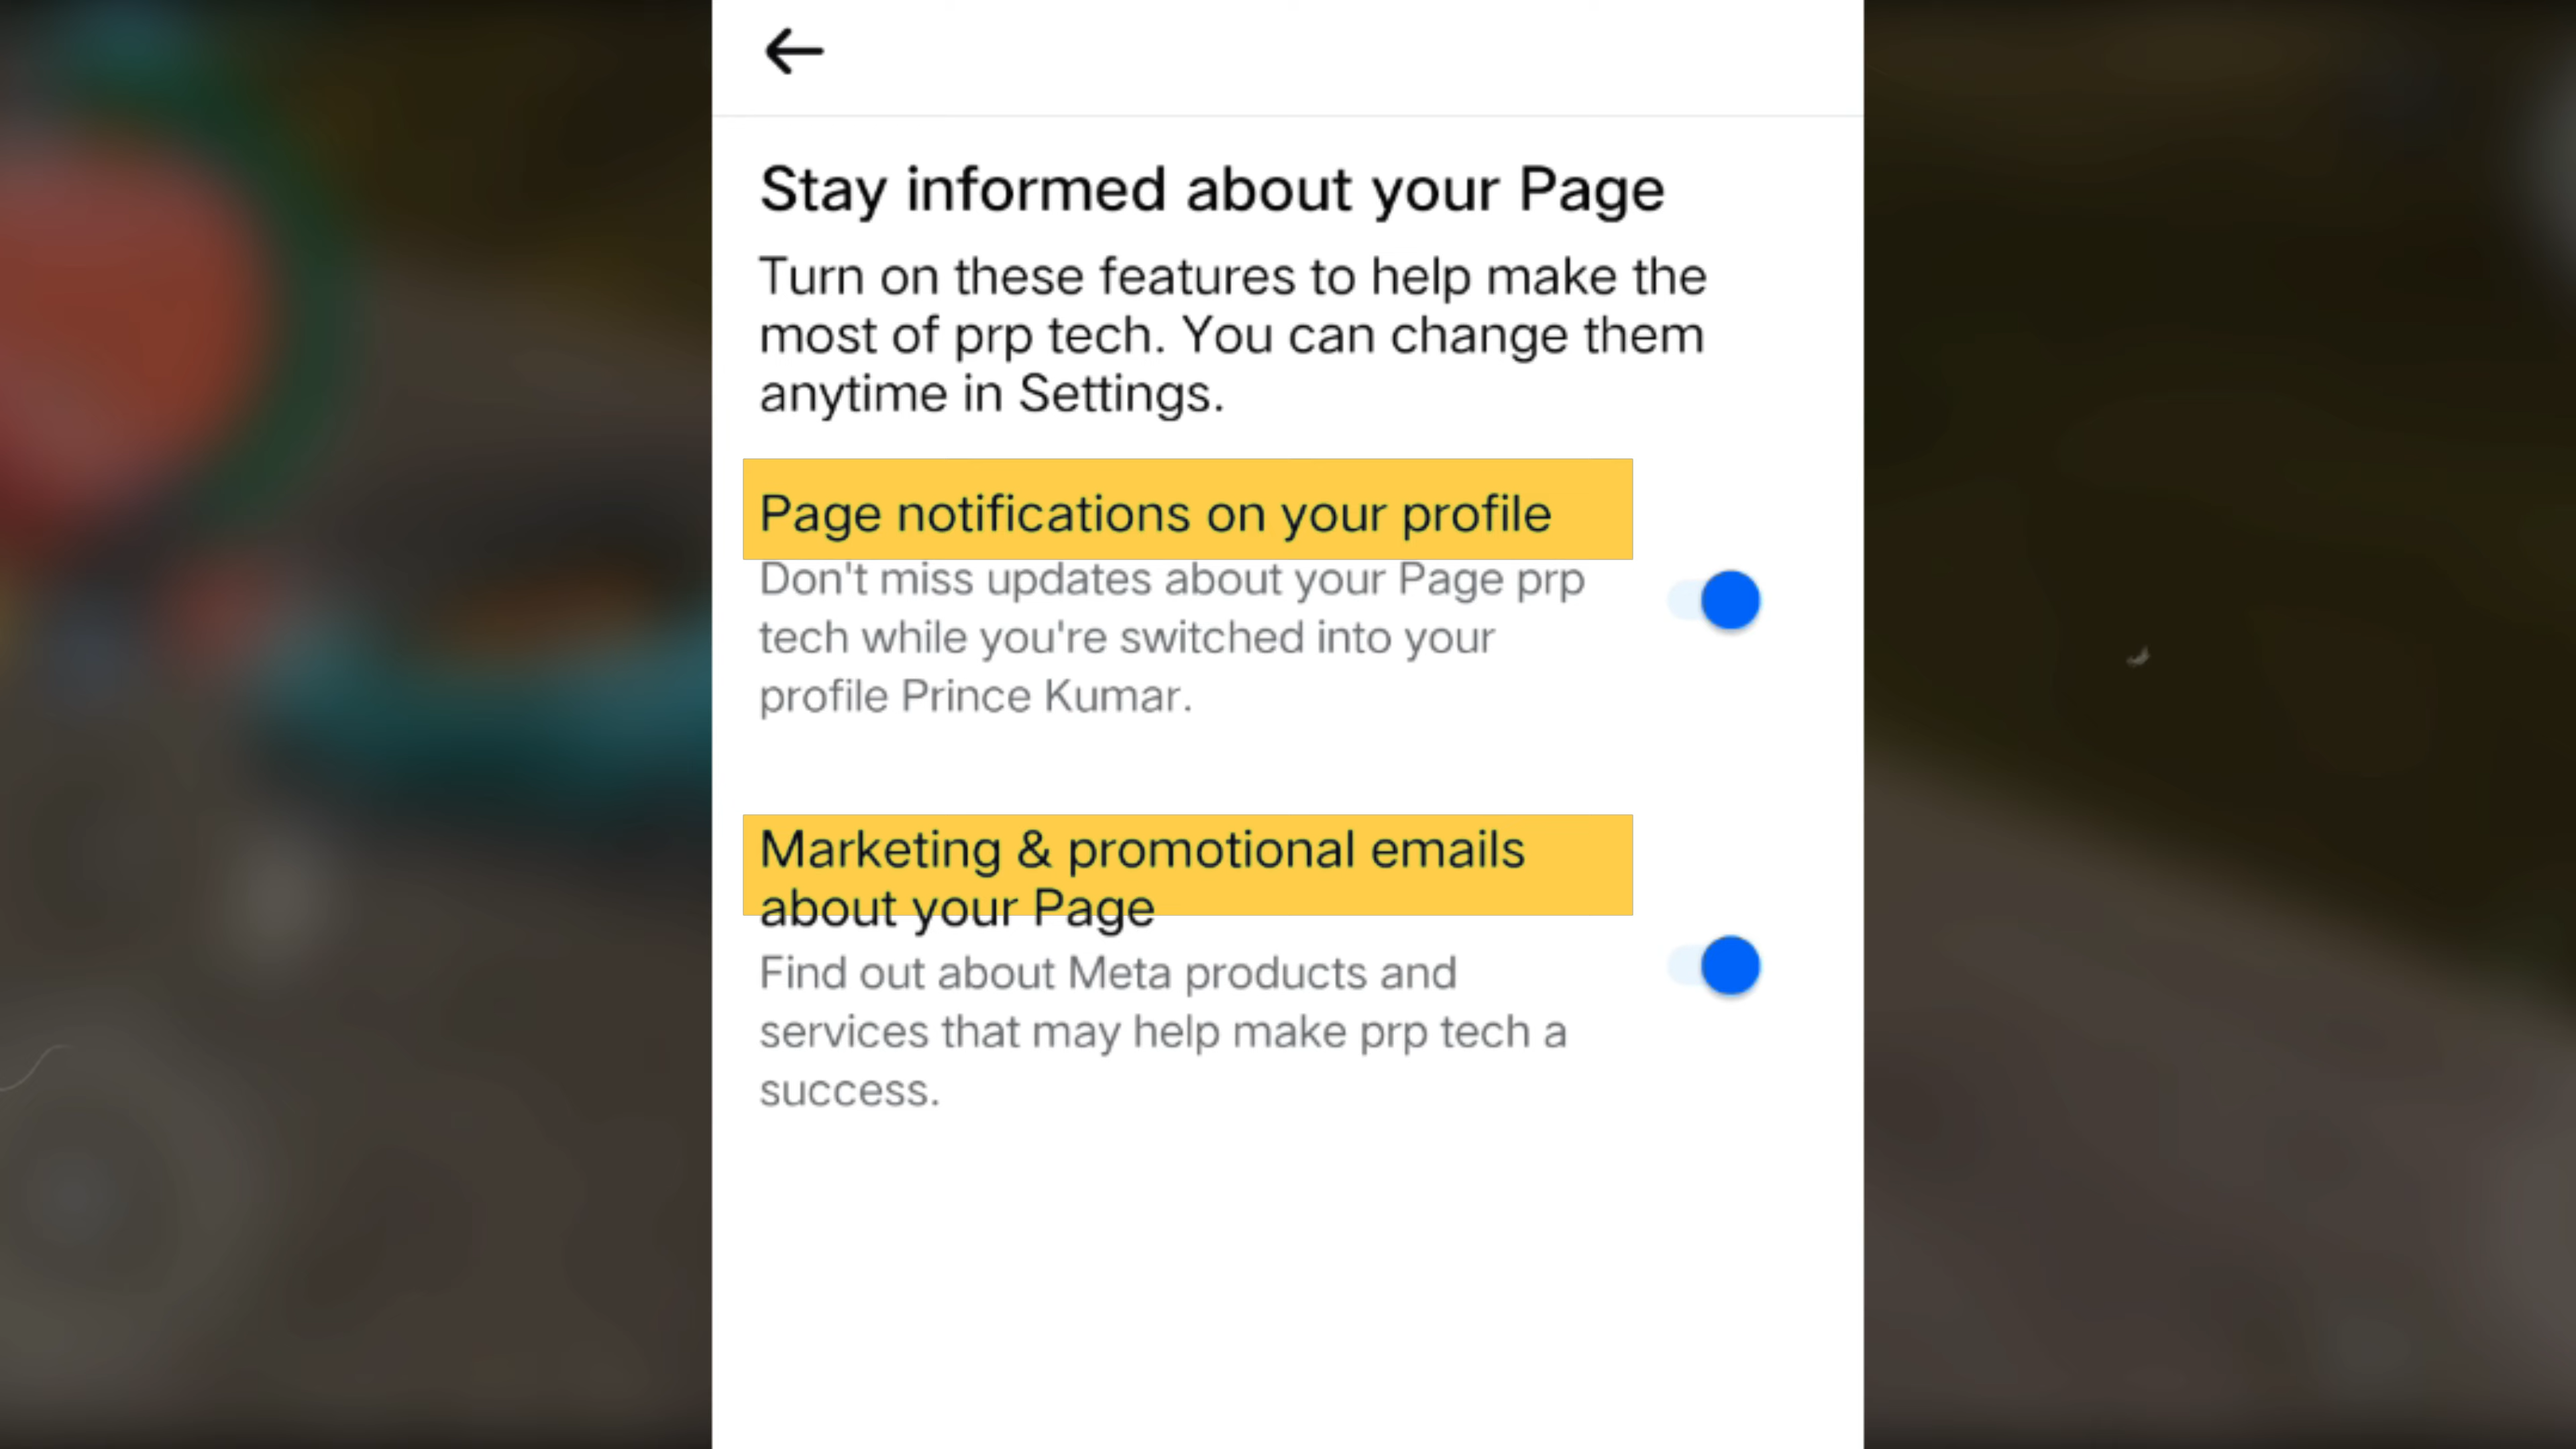 Stay informed about your Page
Turn on these features to help make the
most of prp tech. You can change them
anytime in Settings.
Page notifications on your profile
Don't miss updates about your Page prp
tech while you're switched into your
profile Prince Kumar.
Marketing & promotional emails
about your Page
Find out about Meta products and
services that may help make prp tech a
success.